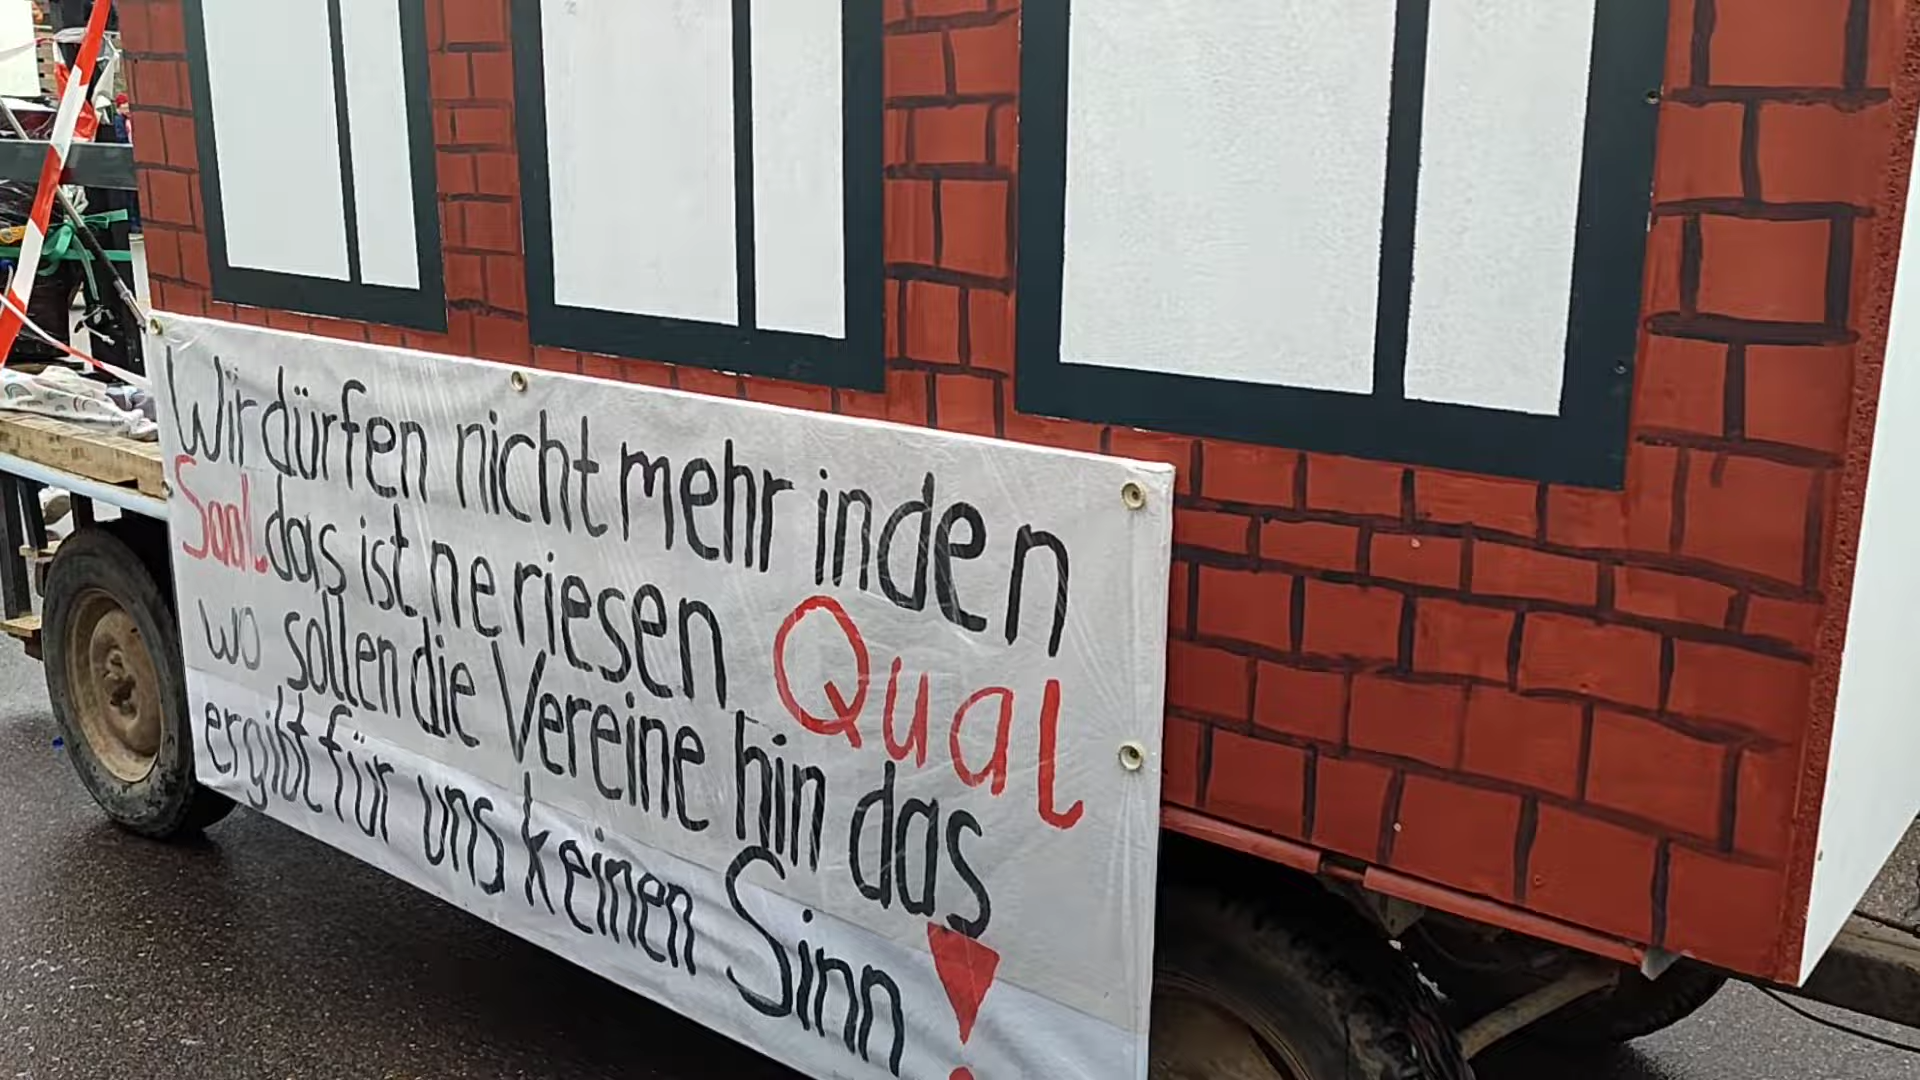 Wir dürfen nicht mehr in den
Saal das ist ne riesen Qual
wo sollen die Vereine hin das
ergibt für uns keinen Sinn!